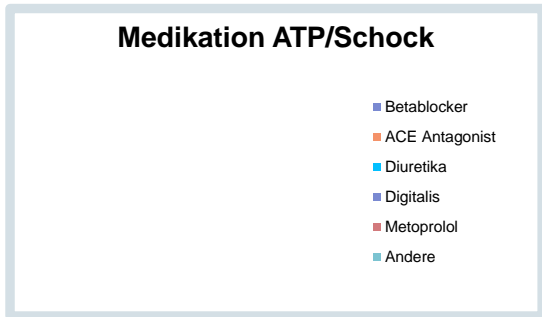 Medikation ATP/Schock
Betablocker
ACE Antagonist
Diuretika
Digitalis
Metoprolol
Andere